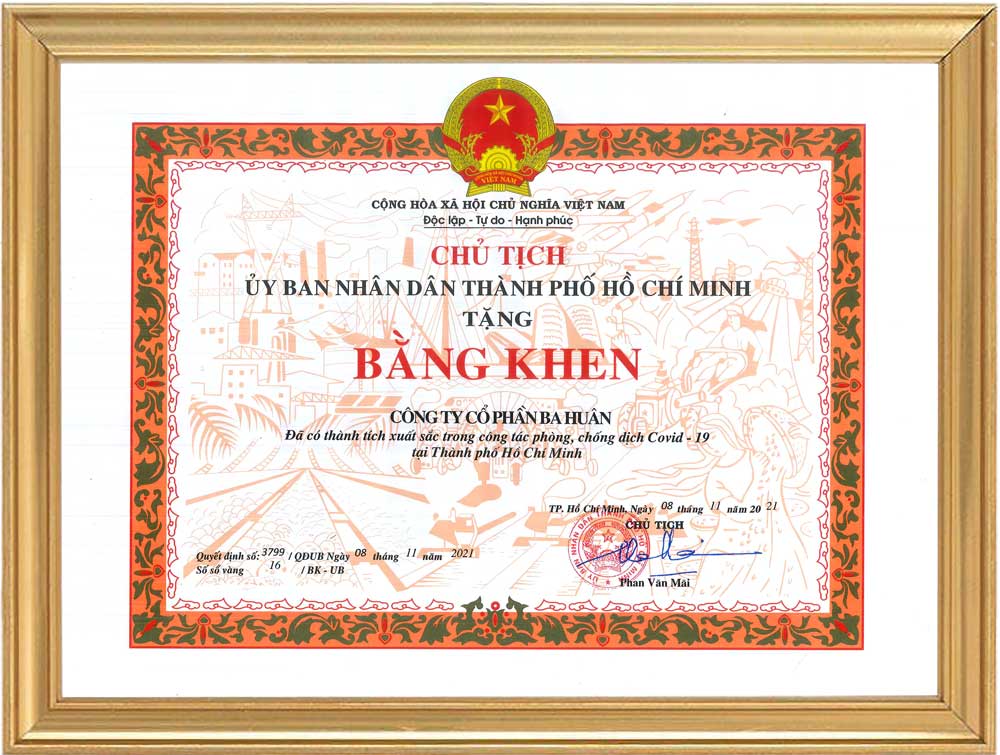 VIỆT NAM
CỘNG HÒA XÃ HỘI CHỦ NGHĨA VIỆT NAM
Độc lập - Tự do - Hạnh phúc
CHỦ TỊCH
ỦY BAN NHÂN DÂN THÀNH PHỐ HỒ CHÍ MINH
TẶNG
BẰNG KHEN
CÔNG TY CỔ PHẦN BA HUÂN
Đã có thành tích xuất sắc trong công tác phòng, chống dịch Covid - 19
tại Thành phố Hồ Chí Minh
TP. Hồ Chí Minh, Ngày 08 tháng 11 năm 2021
CHỦ TỊCH
Quyết định số: 3799 / QĐUB Ngày 08 tháng 11 năm 2021
Số sổ vàng 16 / BK - UB
Phan Văn Mãi